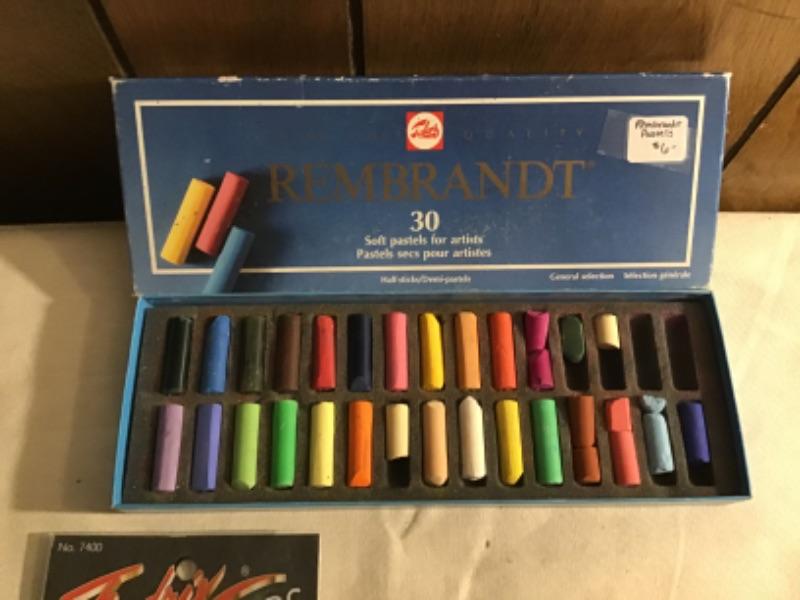 Talens
QUALITY
Rembrandt
Pastels
$6-
REMBRANDT®
30
Soft pastels for artists
Pastels secs pour artistes
Half-sticks/Demi-pastels
General selection Sélection générale
No. 7400